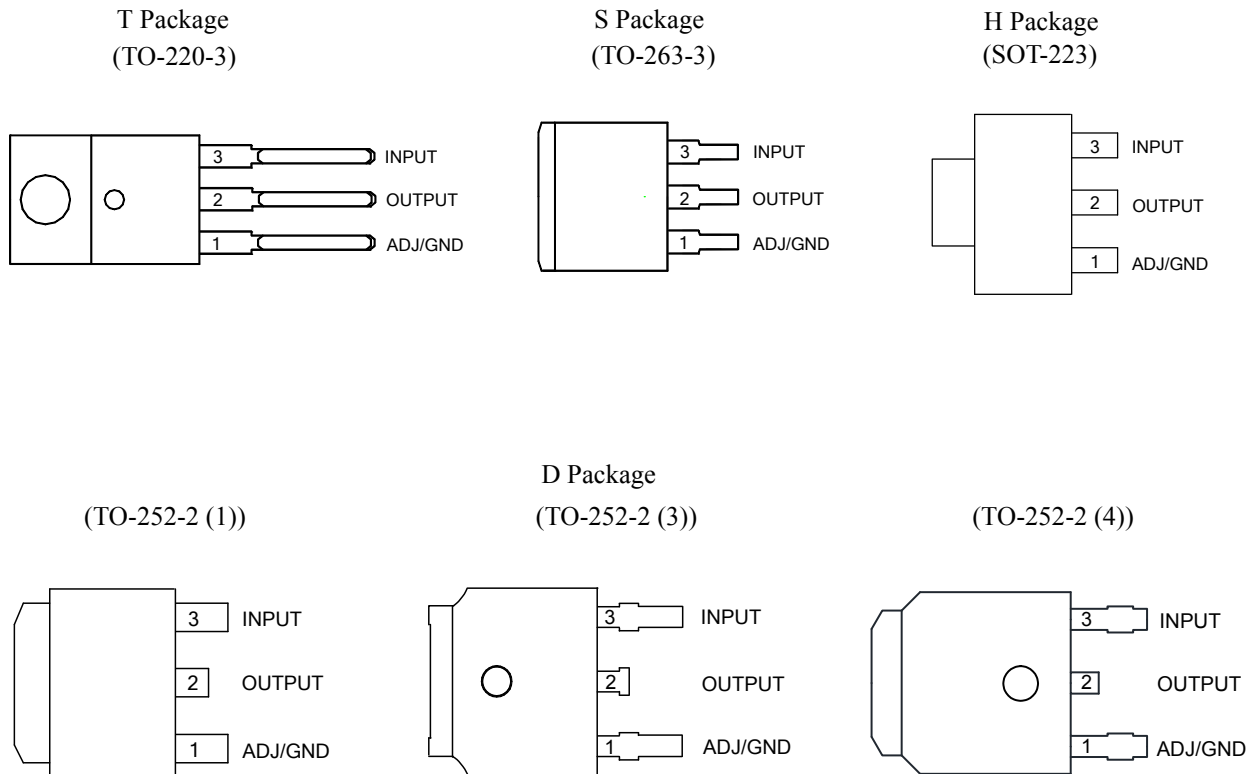 T Package
(TO-220-3)
3 INPUT
2 OUTPUT
1 ADJ/GND
S Package
(TO-263-3)
3 INPUT
2 OUTPUT
1 ADJ/GND
H Package
(SOT-223)
3 INPUT
2 OUTPUT
1 ADJ/GND
D Package
(TO-252-2 (1))
3 INPUT
2 OUTPUT
1 ADJ/GND
(TO-252-2 (3))
3 INPUT
2 OUTPUT
1 ADJ/GND
(TO-252-2 (4))
3 INPUT
2 OUTPUT
1 ADJ/GND